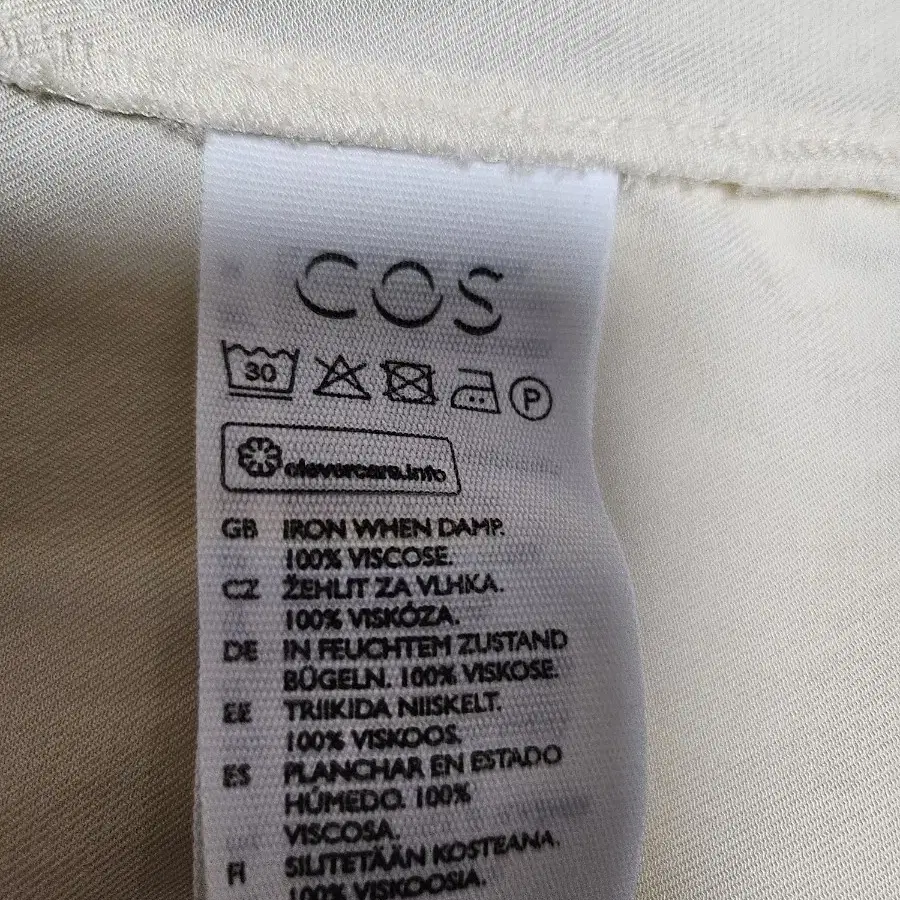 COS
30
P
clevercare.info
GB IRON WHEN DAMP.
100% VISCOSE.
CZ ŽEHLIT ZA VLHKA.
100% VISKÓZA.
DE IN FEUCHTEM ZUSTAND
BÜGELN. 100% VISKOSE.
EE TRIIKIDA NIISKELT.
100% VISKOOS.
ES PLANCHAR EN ESTADO
HÚMEDO. 100%
VISCOSA.
FI SILITETÄÄN KOSTEANA.
100% VISKOOSIA.